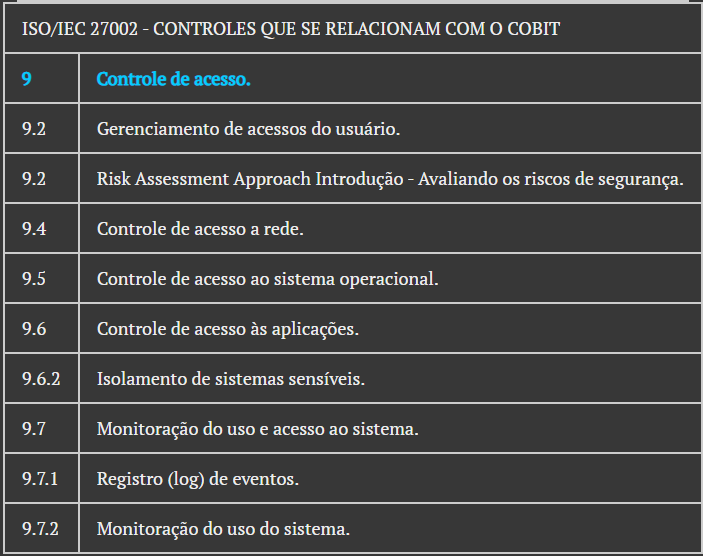 ISO/IEC 27002 - CONTROLES QUE SE RELACIONAM COM O COBIT
9 Controle de acesso.
9.2 Gerenciamento de acessos do usuário.
9.2 Risk Assessment Approach Introdução - Avaliando os riscos de segurança.
9.4 Controle de acesso a rede.
9.5 Controle de acesso ao sistema operacional.
9.6 Controle de acesso às aplicações.
9.6.2 Isolamento de sistemas sensíveis.
9.7 Monitoração do uso e acesso ao sistema.
9.7.1 Registro (log) de eventos.
9.7.2 Monitoração do uso do sistema.